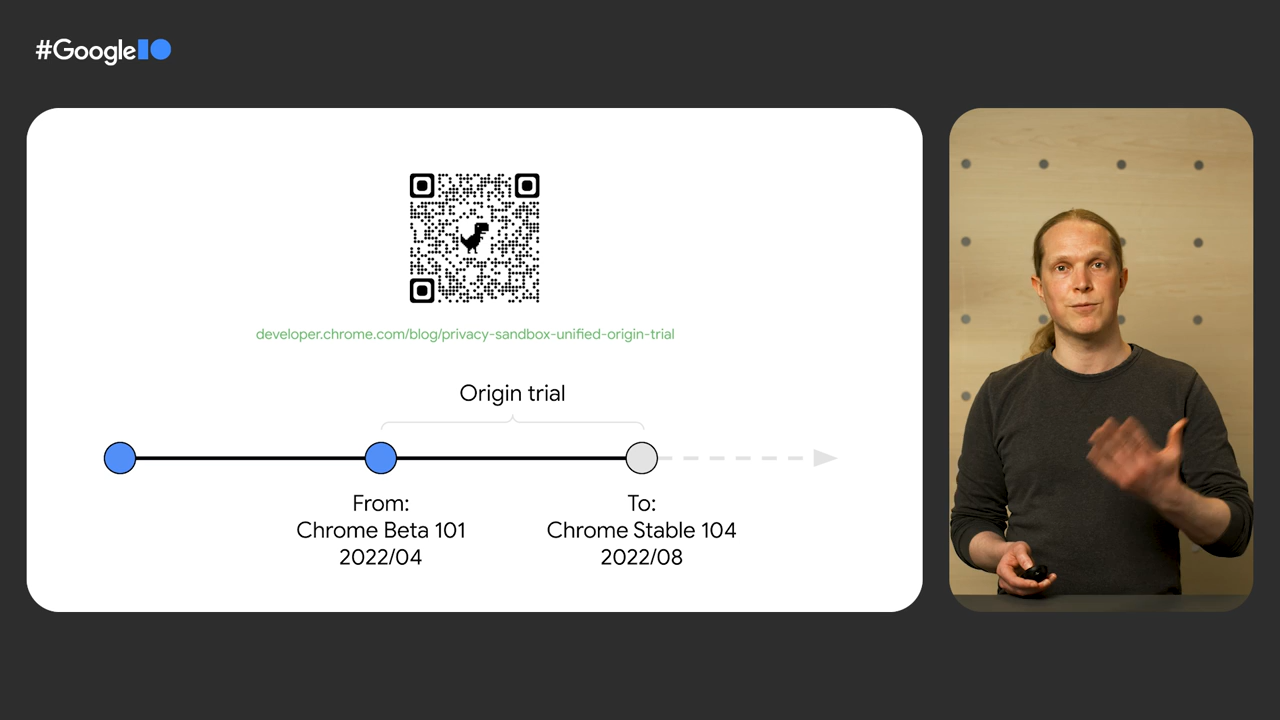 #GoogleIO
developer.chrome.com/blog/privacy-sandbox-unified-origin-trial
Origin trial
From:
Chrome Beta 101
2022/04
To:
Chrome Stable 104
2022/08